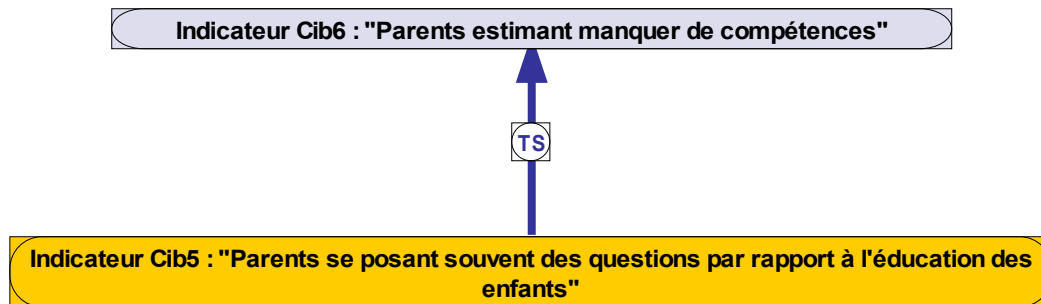 Indicateur Cib6 : "Parents estimant manquer de compétences"
TS
Indicateur Cib5 : "Parents se posant souvent des questions par rapport à l'éducation des
enfants"